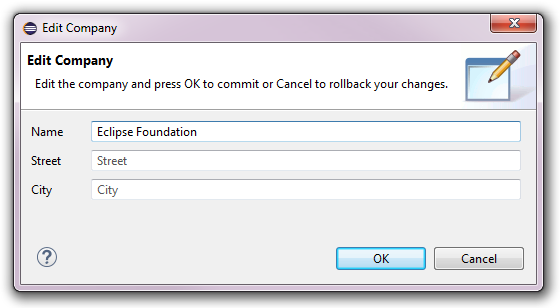 Edit Company
Edit Company
Edit the company and press OK to commit or Cancel to rollback your changes.
Name Eclipse Foundation
Street Street
City City
? OK Cancel